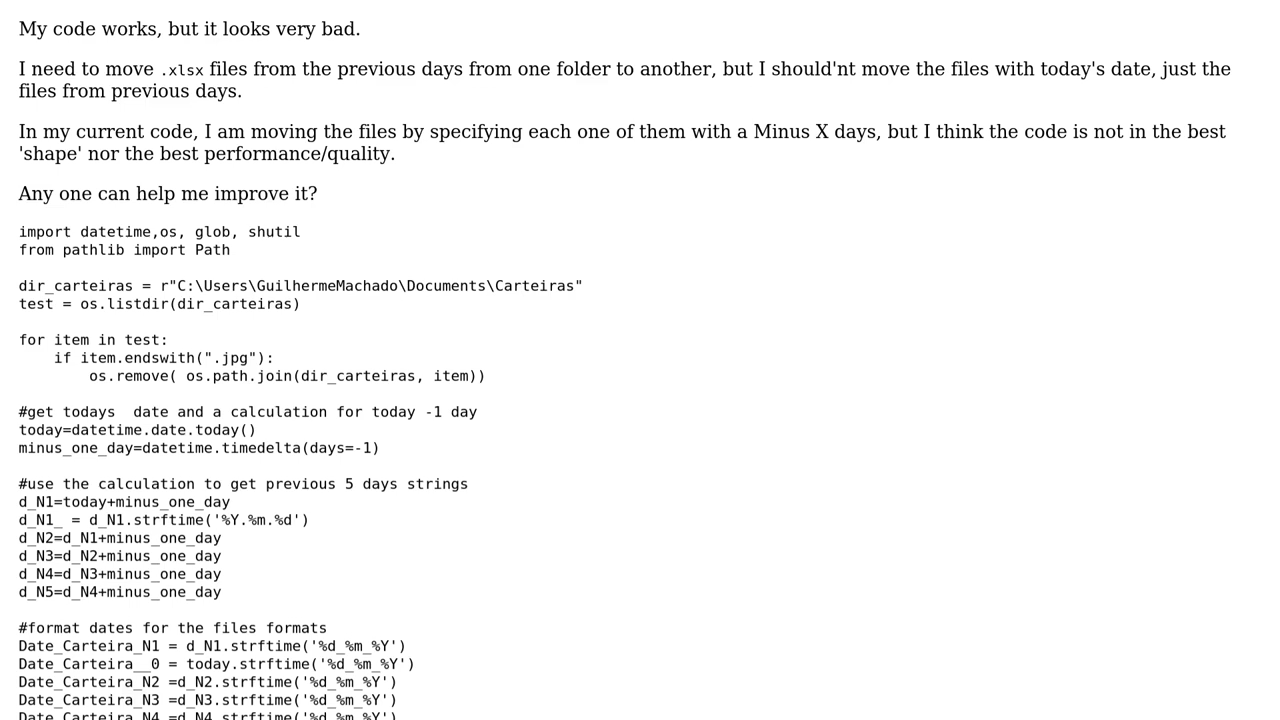 My code works, but it looks very bad.
I need to move .xlsx files from the previous days from one folder to another, but I should'nt move the files with today's date, just the
files from previous days.
In my current code, I am moving the files by specifying each one of them with a Minus X days, but I think the code is not in the best
'shape' nor the best performance/quality.
Any one can help me improve it?
import datetime,os, glob, shutil
from pathlib import Path
dir_carteiras = r"C:\Users\GuilhermeMachado\Documents\Carteiras"
test = os.listdir(dir_carteiras)
for item in test:
    if item.endswith(".jpg"):
        os.remove( os.path.join(dir_carteiras, item))
#get todays  date and a calculation for today -1 day
today=datetime.date.today()
minus_one_day=datetime.timedelta(days=-1)
#use the calculation to get previous 5 days strings
d_N1=today+minus_one_day
d_N1_ = d_N1.strftime('%Y.%m.%d')
d_N2=d_N1+minus_one_day
d_N3=d_N2+minus_one_day
d_N4=d_N3+minus_one_day
d_N5=d_N4+minus_one_day
#format dates for the files formats
Date_Carteira_N1 = d_N1.strftime('%d_%m_%Y')
Date_Carteira__0 = today.strftime('%d_%m_%Y')
Date_Carteira_N2 =d_N2.strftime('%d_%m_%Y')
Date_Carteira_N3 =d_N3.strftime('%d_%m_%Y')
Date_Carteira_N4 =d_N4.strftime('%d_%m_%Y')